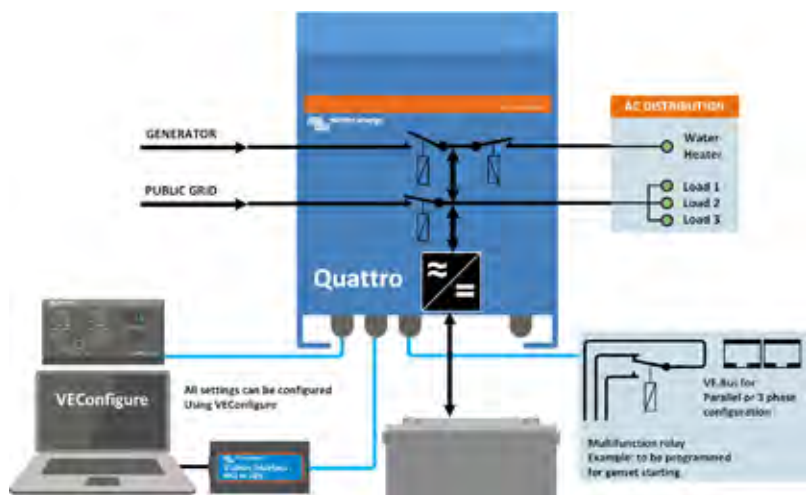 GENERATOR
PUBLIC GRID
AC DISTRIBUTION
Water
Heater
Load 1
Load 2
Load 3
Quattro
VEConfigure
All settings can be configured
Using VEConfigure
VE.Bus for
Parallel or 3 phase
configuration
Multifunction relay
Example: to be programmed
for genset starting